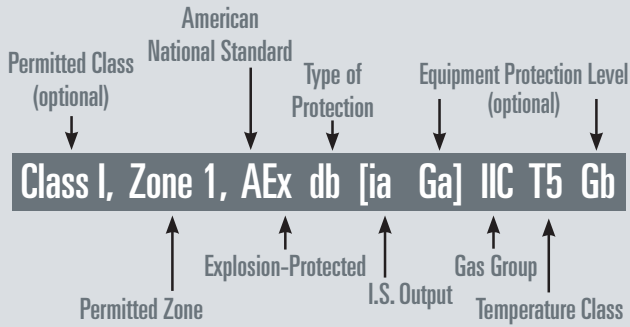 American
National Standard
Permitted Class
(optional)
Type of
Protection
Equipment Protection Level
(optional)
Class I, Zone 1, AEx db [ia Ga] IIC T5 Gb
Explosion-Protected
Gas Group
I.S. Output
Permitted Zone
Temperature Class